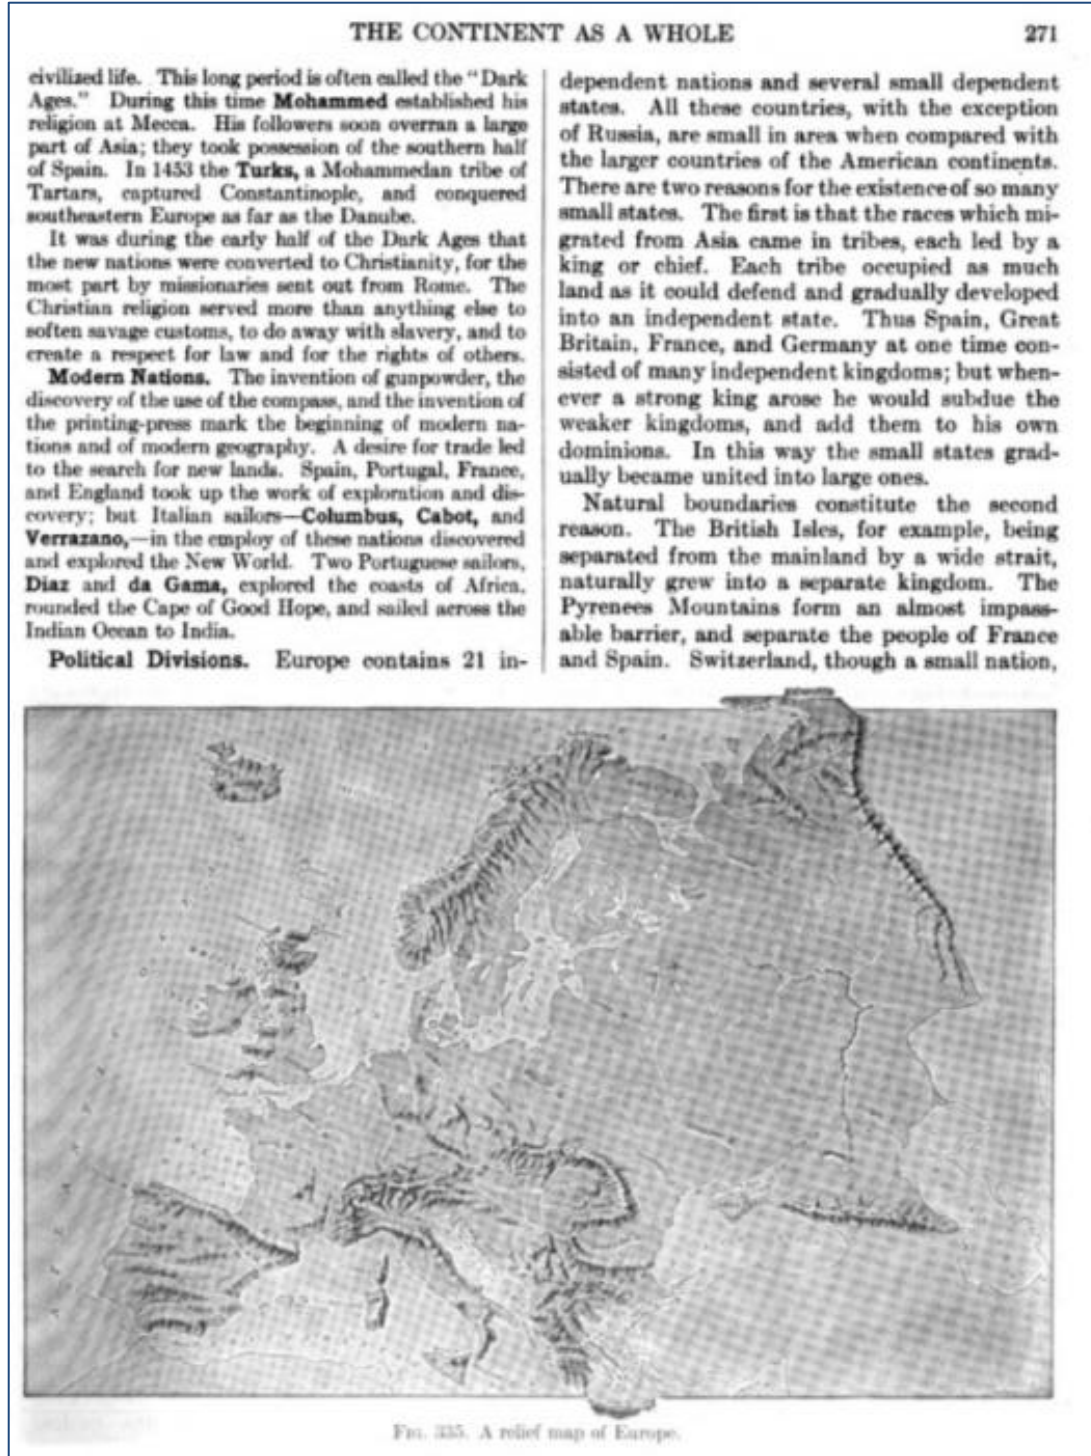 THE CONTINENT AS A WHOLE 271
civilized life. This long period is often called the "Dark
Ages." During this time Mohammed established his
religion at Mecca. His followers soon overran a large
part of Asia; they took possession of the southern half
of Spain. In 1453 the Turks, a Mohammedan tribe of
Tartars, captured Constantinople, and conquered
southeastern Europe as far as the Danube.
It was during the early half of the Dark Ages that
the new nations were converted to Christianity, for the
most part by missionaries sent out from Rome. The
Christian religion served more than anything else to
soften savage customs, to do away with slavery, and to
create a respect for law and for the rights of others.
Modern Nations. The invention of gunpowder, the
discovery of the use of the compass, and the invention of
the printing-press mark the beginning of modern na-
tions and of modern geography. A desire for trade led
to the search for new lands. Spain, Portugal, France,
and England took up the work of exploration and dis-
covery; but Italian sailors—Columbus, Cabot, and
Verrazano,—in the employ of these nations discovered
and explored the New World. Two Portuguese sailors,
Diaz and da Gama, explored the coasts of Africa,
rounded the Cape of Good Hope, and sailed across the
Indian Ocean to India.
Political Divisions. Europe contains 21 in-
dependent nations and several small dependent
states. All these countries, with the exception
of Russia, are small in area when compared with
the larger countries of the American continents.
There are two reasons for the existence of so many
small states. The first is that the races which mi-
grated from Asia came in tribes, each led by a
king or chief. Each tribe occupied as much
land as it could defend and gradually developed
into an independent state. Thus Spain, Great
Britain, France, and Germany at one time con-
sisted of many independent kingdoms; but when-
ever a strong king arose he would subdue the
weaker kingdoms, and add them to his own
dominions. In this way the small states grad-
ually became united into large ones.
Natural boundaries constitute the second
reason. The British Isles, for example, being
separated from the mainland by a wide strait,
naturally grew into a separate kingdom. The
Pyrenees Mountains form an almost impass-
able barrier, and separate the people of France
and Spain. Switzerland, though a small nation,
FIG. 335. A relief map of Europe.